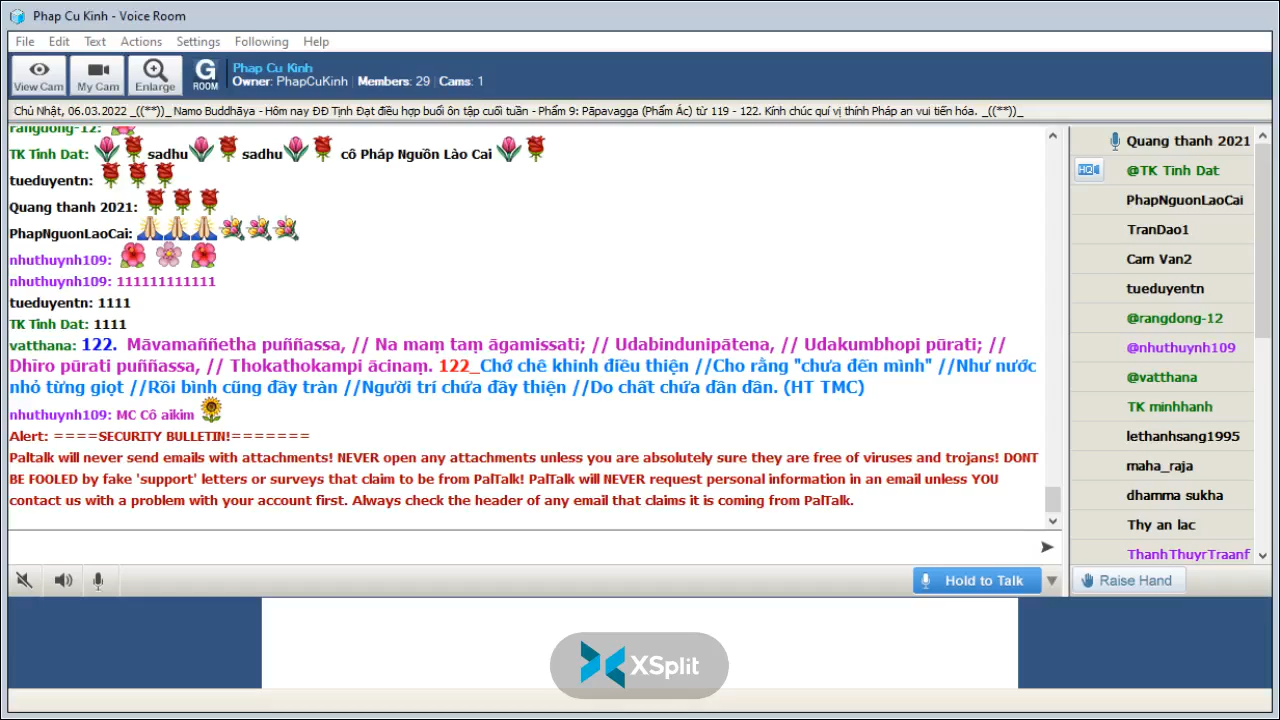 Phap Cu Kinh - Voice Room
File Edit Text Actions Settings Following Help
View Cam My Cam Enlarge G ROOM
Phap Cu Kinh
Owner: PhapCuKinh | Members: 29 | Cams: 1
Chủ Nhật, 06.03.2022 _((**))_ Namo Buddhāya - Hôm nay ĐĐ Tịnh Đạt điều hợp buổi ôn tập cuối tuần - Phẩm 9: Pāpavagga (Phẩm Ác) từ 119 - 122. Kính chúc quí vị thính Pháp an vui tiến hóa. _((**))_
rangdong-12:
TK Tinh Dat: sadhu sadhu cô Pháp Nguồn Lào Cai
tueduyentn:
Quang thanh 2021:
PhapNguonLaoCai:
nhuthuynh109:
nhuthuynh109: 111111111111
tueduyentn: 1111
TK Tinh Dat: 1111
vatthana: 122. Māvamaññetha puññassa, // Na maṃ taṃ āgamissati; // Udabindunipātena, // Udakumbhopi pūrati; //
Dhīro pūrati puññassa, // Thokathokampi ācinaṃ. 122_Chớ chê khinh điều thiện //Cho rằng "chưa đến mình" //Như nước
nhỏ từng giọt //Rồi bình cũng đầy tràn //Người trí chứa đầy thiện //Do chất chứa dần dần. (HT TMC)
nhuthuynh109: MC Cô aikim
Alert: ====SECURITY BULLETIN!=======
Paltalk will never send emails with attachments! NEVER open any attachments unless you are absolutely sure they are free of viruses and trojans! DONT
BE FOOLED by fake 'support' letters or surveys that claim to be from PalTalk! PalTalk will NEVER request personal information in an email unless YOU
contact us with a problem with your account first. Always check the header of any email that claims it is coming from PalTalk.
Quang thanh 2021
@TK Tinh Dat
PhapNguonLaoCai
TranDao1
Cam Van2
tueduyentn
@rangdong-12
@nhuthuynh109
@vatthana
TK minhhanh
lethanhsang1995
maha_raja
dhamma sukha
Thy an lac
ThanhThuyrTraanf
Hold to Talk
Raise Hand
XSplit